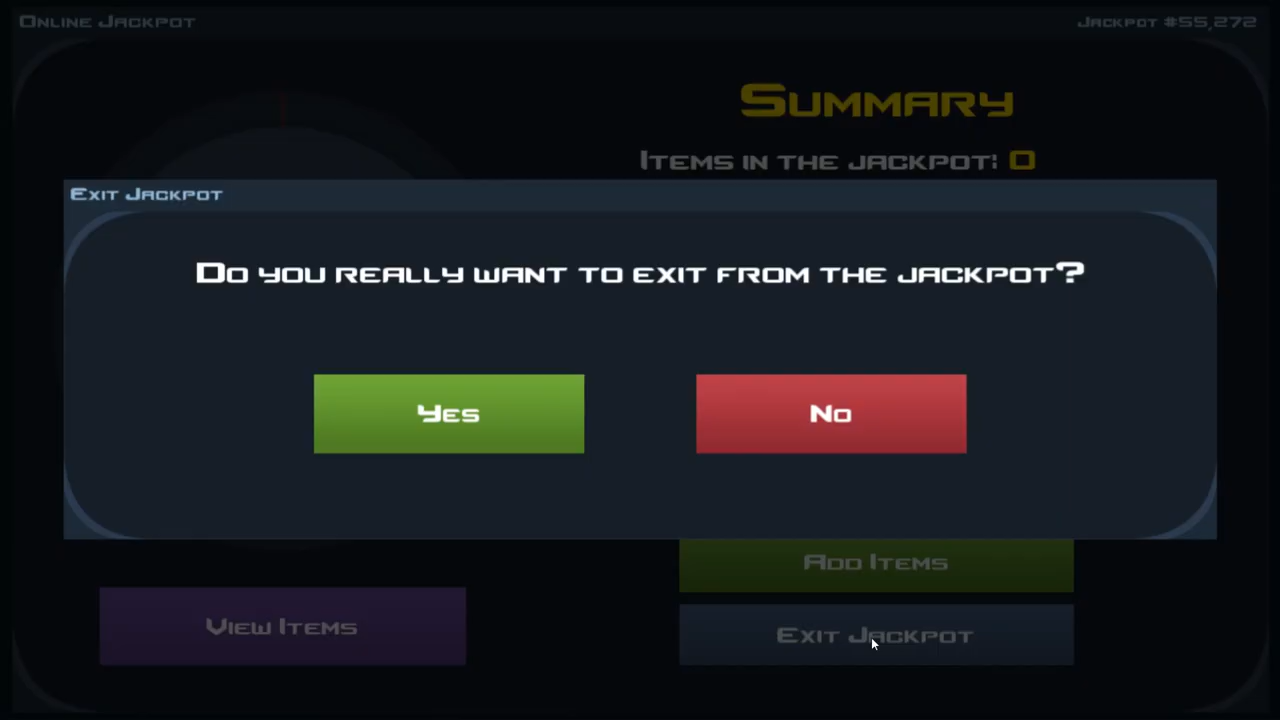 Online Jackpot
Jackpot #55,272
Summary
Items in the jackpot: 0
Exit Jackpot
Do you really want to exit from the jackpot?
Yes
No
Add Items
View Items
Exit Jackpot